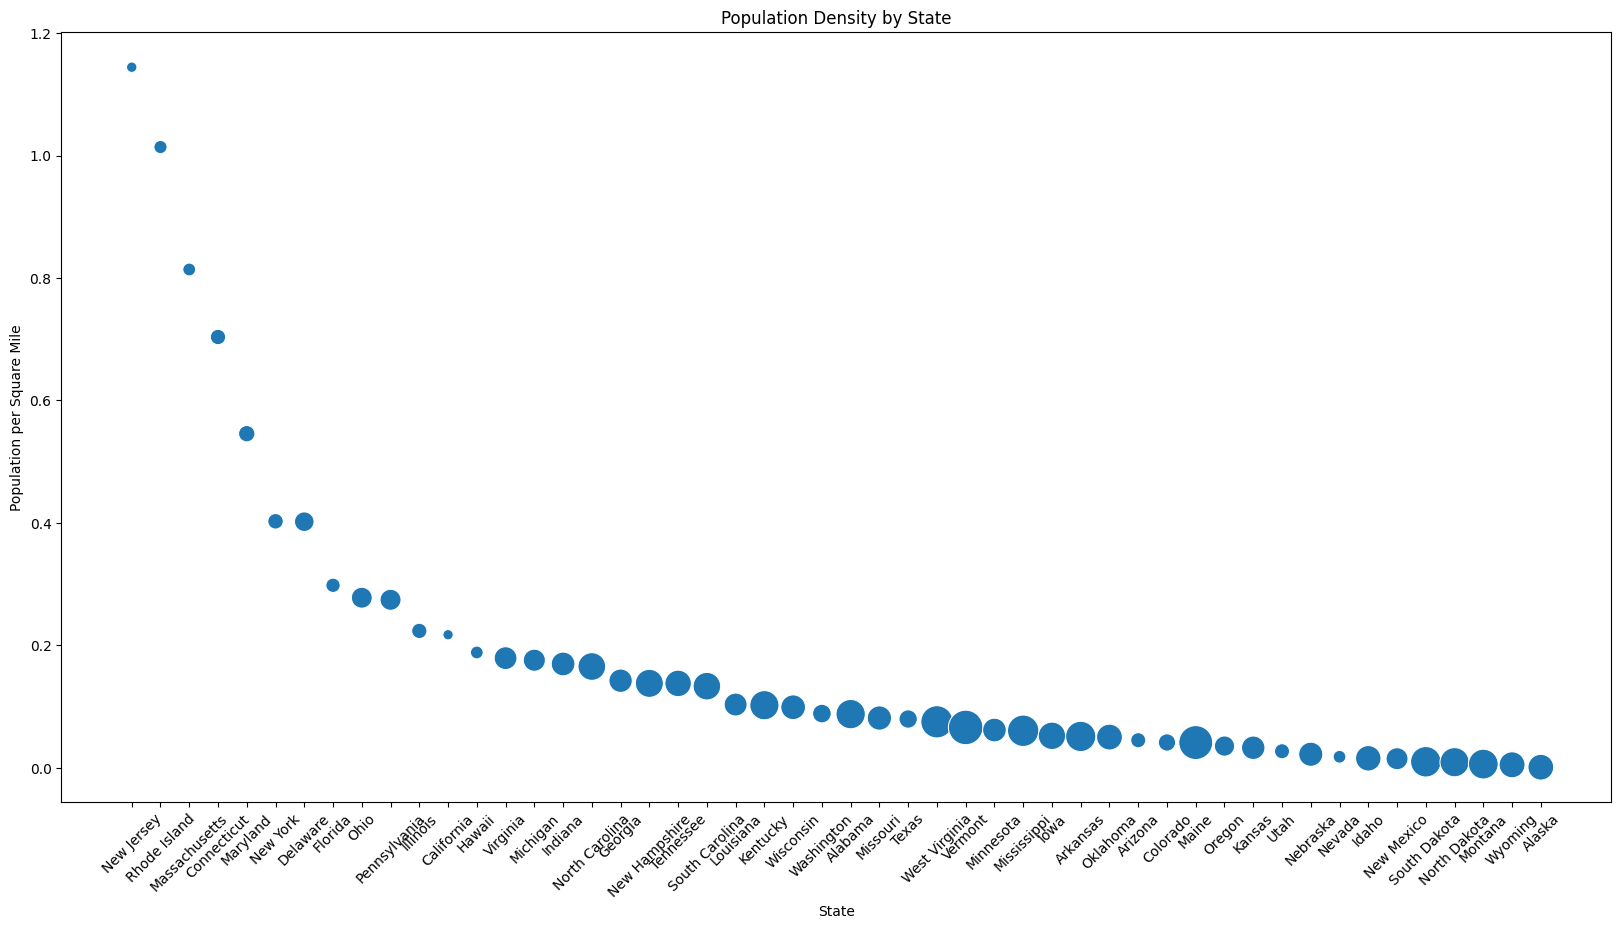 Population Density by State
Population per Square Mile
1.2
1.0
0.8
0.6
0.4
0.2
0.0
New Jersey
Rhode Island
Massachusetts
Connecticut
Maryland
New York
Delaware
Florida
Ohio
Pennsylvania
Illinois
California
Hawaii
Virginia
Michigan
Indiana
North Carolina
Georgia
New Hampshire
Tennessee
South Carolina
Louisiana
Kentucky
Wisconsin
Washington
Alabama
Missouri
Texas
West Virginia
Vermont
Minnesota
Mississippi
Iowa
Arkansas
Oklahoma
Arizona
Colorado
Maine
Oregon
Kansas
Utah
Nebraska
Nevada
Idaho
New Mexico
South Dakota
North Dakota
Montana
Wyoming
Alaska
State